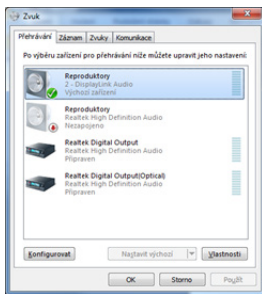 Zvuk
Přehrávání Záznam Zvuky Komunikace
Po výběru zařízení pro přehrávání níže můžete upravit jeho nastavení:
Reproduktory
2 - DisplayLink Audio
Výchozí zařízení
Reproduktory
Realtek High Definition Audio
Nezapojeno
Realtek Digital Output
Realtek High Definition Audio
Připraven
Realtek Digital Output(Optical)
Realtek High Definition Audio
Připraven
Konfigurovat Nastavit výchozí Vlastnosti
OK Storno Použít